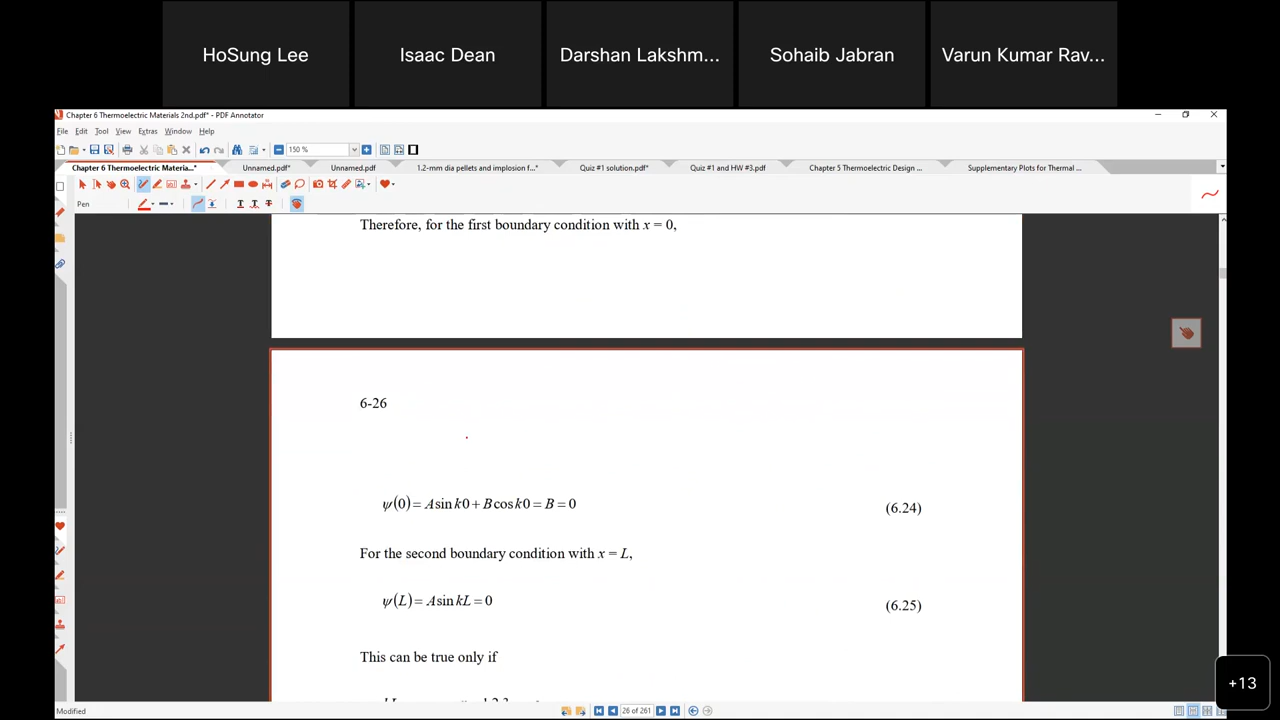 HoSung Lee
Isaac Dean
Darshan Lakshm...
Sohaib Jabran
Varun Kumar Rav...
Chapter 6 Thermoelectric Materials 2nd.pdf* - PDF Annotator
File Edit Tool View Extras Window Help
150 %
Chapter 6 Thermoelectric Materia...*
Unnamed.pdf*
Unnamed.pdf
1.2-mm dia pellets and implosion f...*
Quiz #1 solution.pdf*
Quiz #1 and HW #3.pdf
Chapter 5 Thermoelectric Design ...
Supplementary Plots for Thermal ...
Pen
Therefore, for the first boundary condition with x = 0,
6-26
ψ(0) = A sin k0 + B cos k0 = B = 0 (6.24)
For the second boundary condition with x = L,
ψ(L) = A sin kL = 0 (6.25)
This can be true only if
+13
Modified
26 of 261